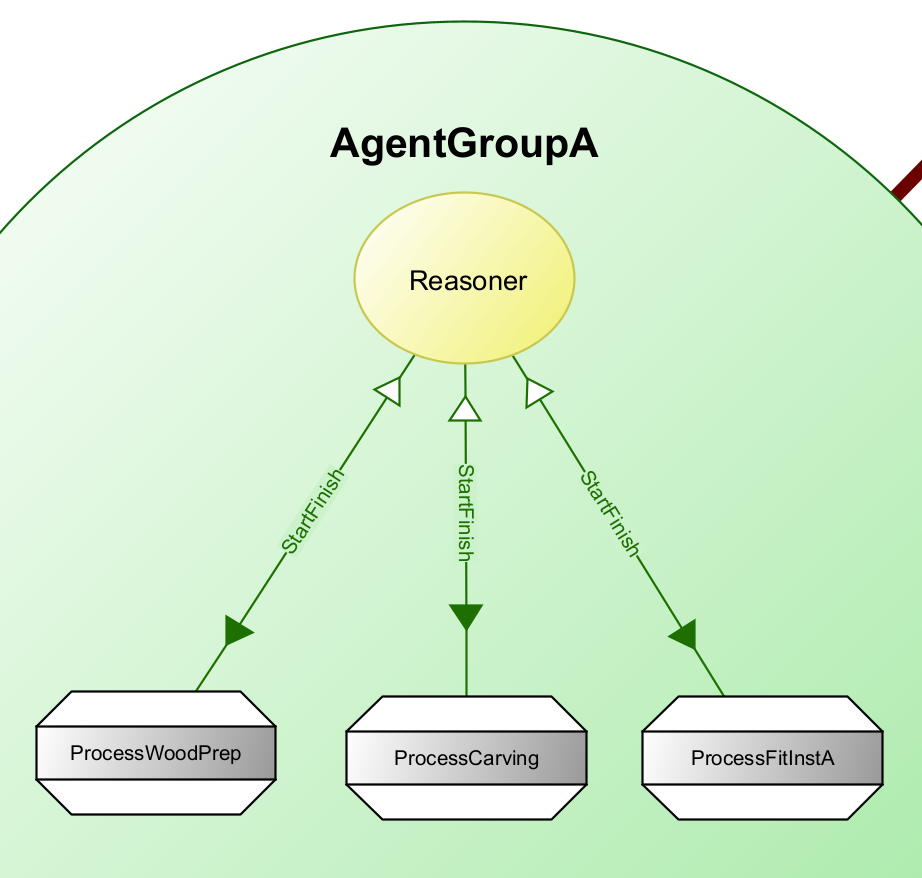 AgentGroupA
Reasoner
StartFinish
StartFinish
StartFinish
ProcessWoodPrep
ProcessCarving
ProcessFitInstA